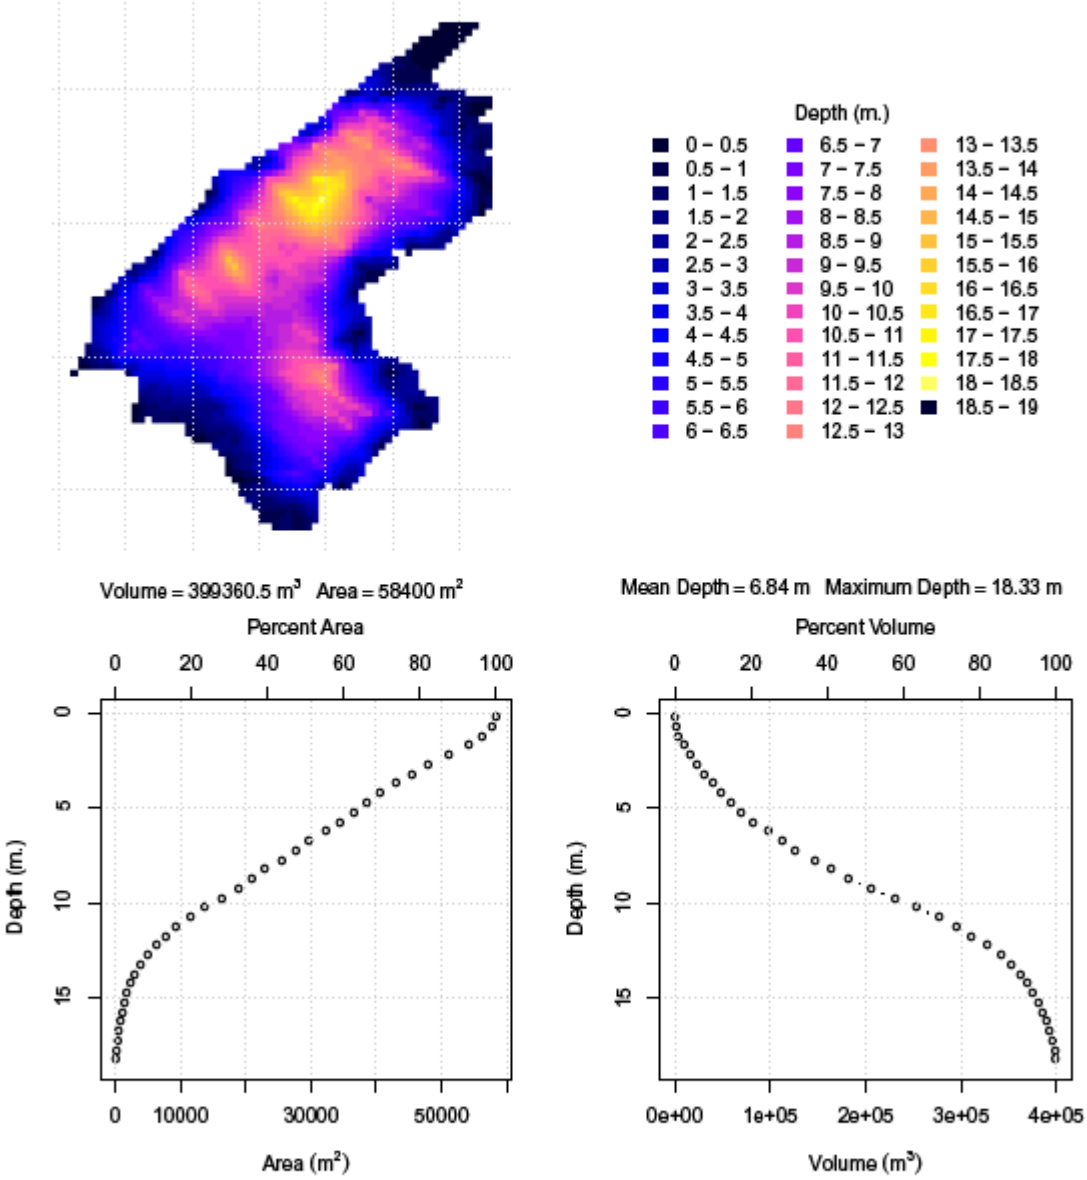 Depth (m.)
0 – 0.5 6.5 – 7 13 – 13.5
0.5 – 1 7 – 7.5 13.5 – 14
1 – 1.5 7.5 – 8 14 – 14.5
1.5 – 2 8 – 8.5 14.5 – 15
2 – 2.5 8.5 – 9 15 – 15.5
2.5 – 3 9 – 9.5 15.5 – 16
3 – 3.5 9.5 – 10 16 – 16.5
3.5 – 4 10 – 10.5 16.5 – 17
4 – 4.5 10.5 – 11 17 – 17.5
4.5 – 5 11 – 11.5 17.5 – 18
5 – 5.5 11.5 – 12 18 – 18.5
5.5 – 6 12 – 12.5 18.5 – 19
6 – 6.5 12.5 – 13
Volume = 399360.5 m³ Area = 58400 m²
Percent Area
0 20 40 60 80 100
0
5
10
15
Depth (m.)
0 10000 30000 50000
Area (m²)
Mean Depth = 6.84 m Maximum Depth = 18.33 m
Percent Volume
0 20 40 60 80 100
0
5
10
15
Depth (m.)
0e+00 1e+05 2e+05 3e+05 4e+05
Volume (m³)